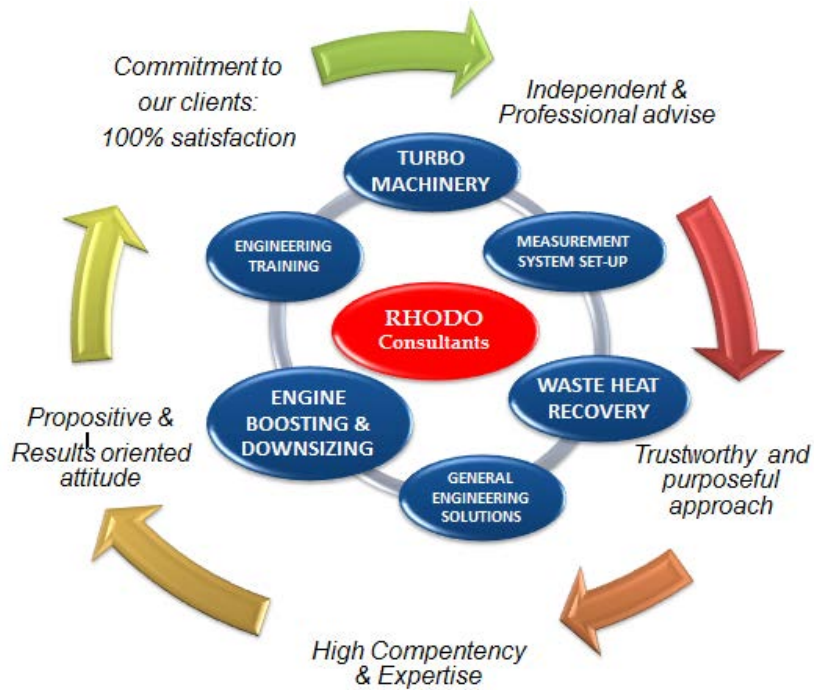 Commitment to
our clients:
100% satisfaction
Independent &
Professional advise
TURBO
MACHINERY
ENGINEERING
TRAINING
MEASUREMENT
SYSTEM SET-UP
RHODO
Consultants
ENGINE
BOOSTING &
DOWNSIZING
WASTE HEAT
RECOVERY
GENERAL
ENGINEERING
SOLUTIONS
Propositive &
Results oriented
attitude
Trustworthy and
purposeful
approach
High Compentency
& Expertise